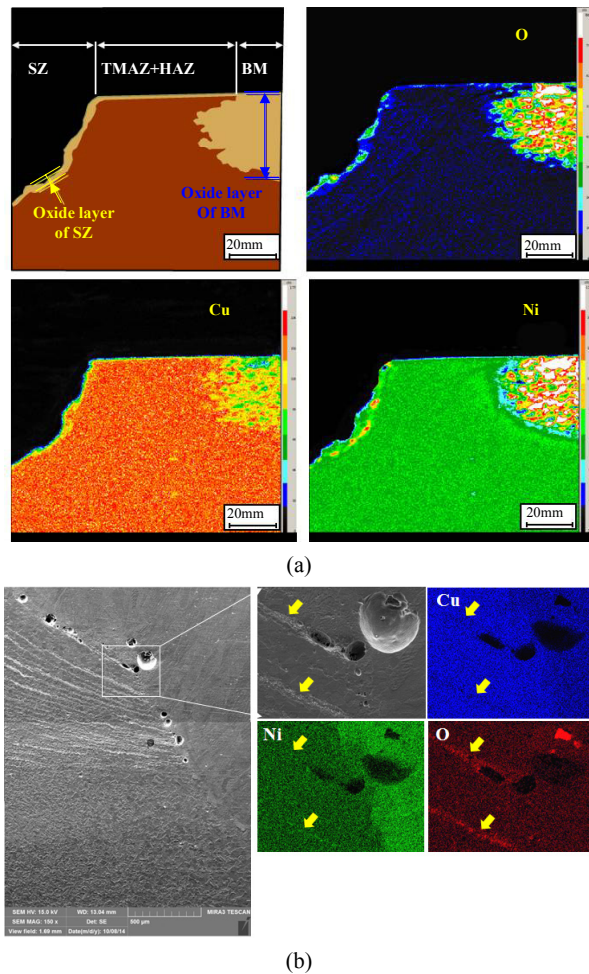 SZ TMAZ+HAZ BM
Oxide layer
of SZ
Oxide layer
Of BM
20mm
O
20mm
Cu
20mm
Ni
20mm
(a)
SEM HV: 15.0 kV WD: 13.04 mm MIRA3 TESCAN
SEM MAG: 150 x Det: SE 500 µm
View field: 1.69 mm Date(m/d/y): 10/08/14
Cu
Ni
O
(b)